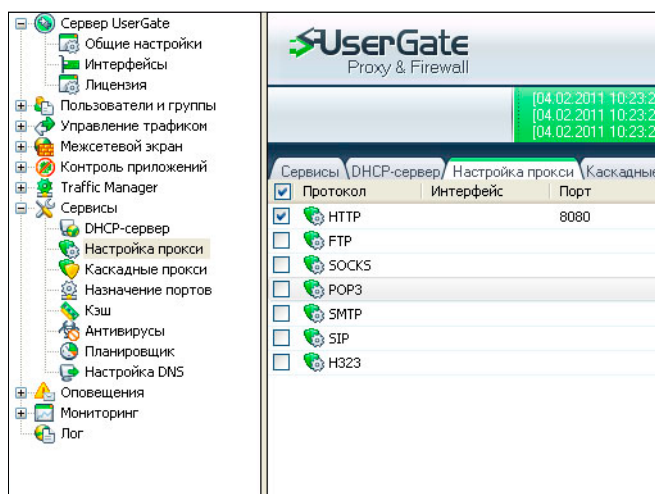 Сервер UserGate
Общие настройки
Интерфейсы
Лицензия
Пользователи и группы
Управление трафиком
Межсетевой экран
Контроль приложений
Traffic Manager
Сервисы
DHCP-сервер
Настройка прокси
Каскадные прокси
Назначение портов
Кэш
Антивирусы
Планировщик
Настройка DNS
Оповещения
Мониторинг
Лог
UserGate
Proxy & Firewall
[04.02.2011 10:23:2
[04.02.2011 10:23:2
[04.02.2011 10:23:2
Сервисы DHCP-сервер Настройка прокси Каскадные
Протокол Интерфейс Порт
HTTP 8080
FTP
SOCKS
POP3
SMTP
SIP
H323